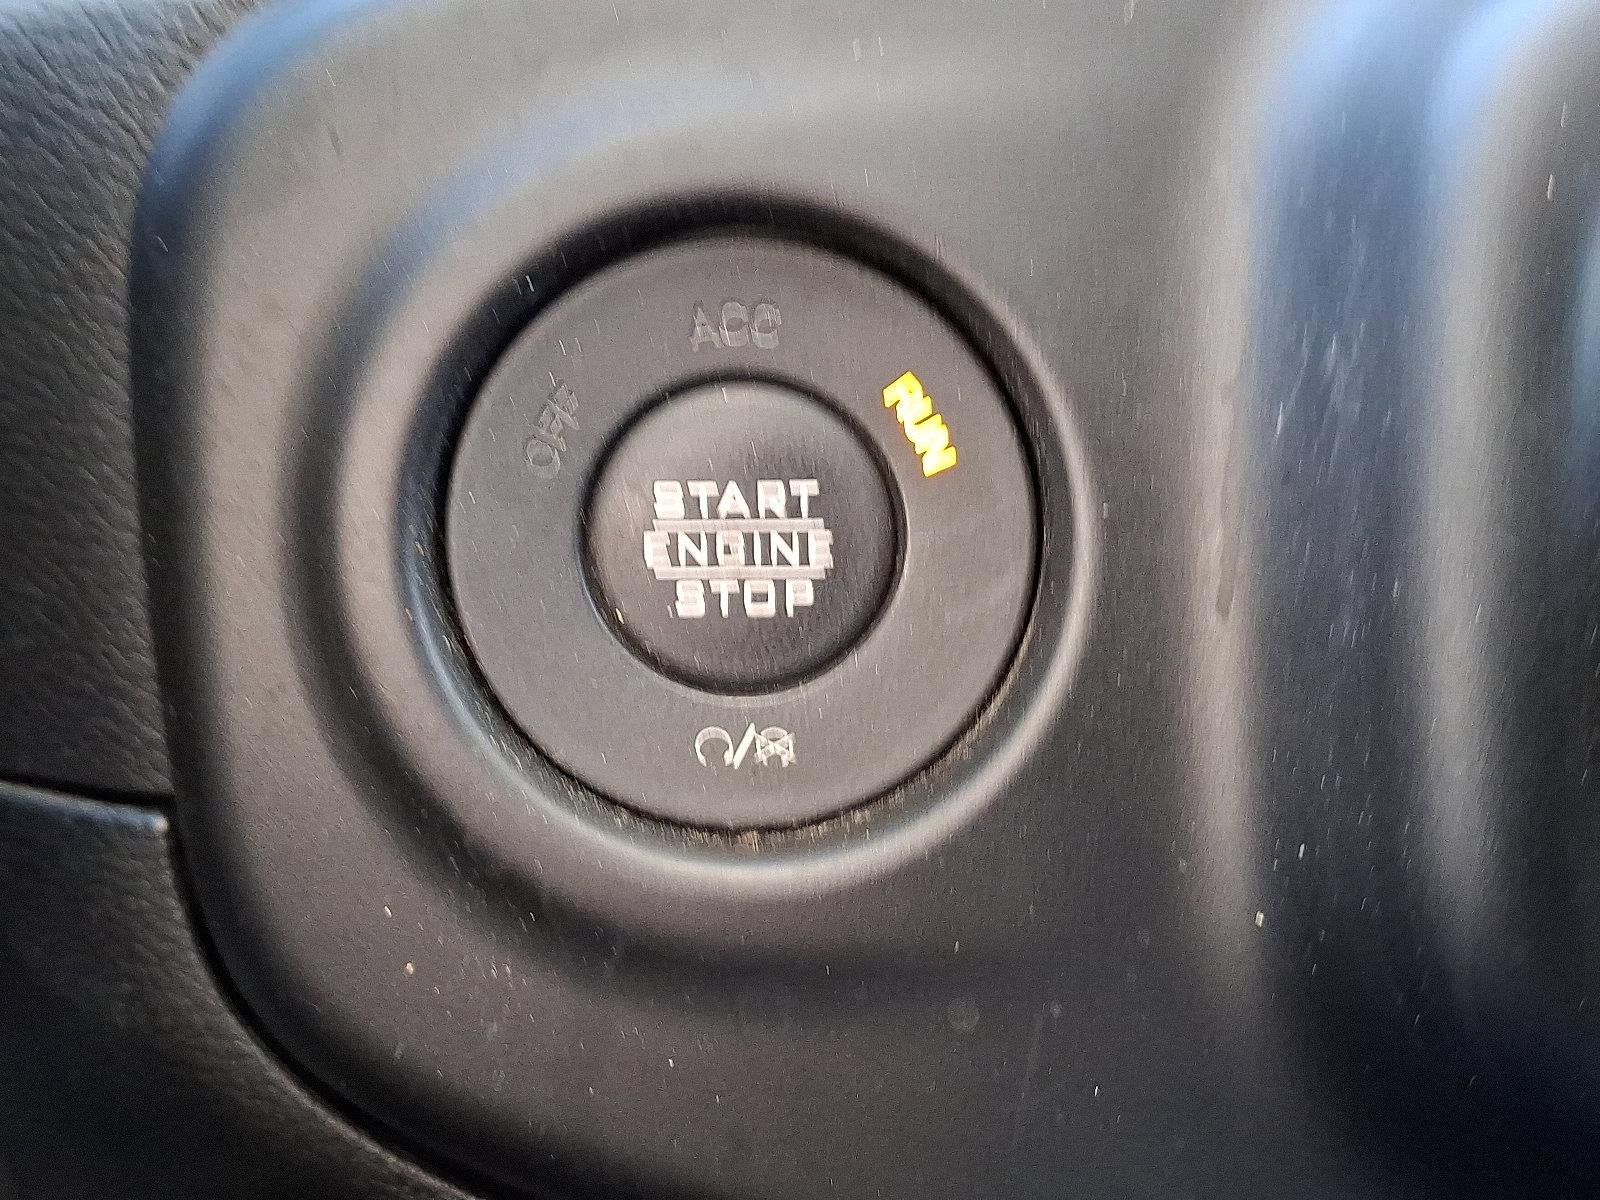 ACC
OFF
RUN
START
ENGINE
STOP